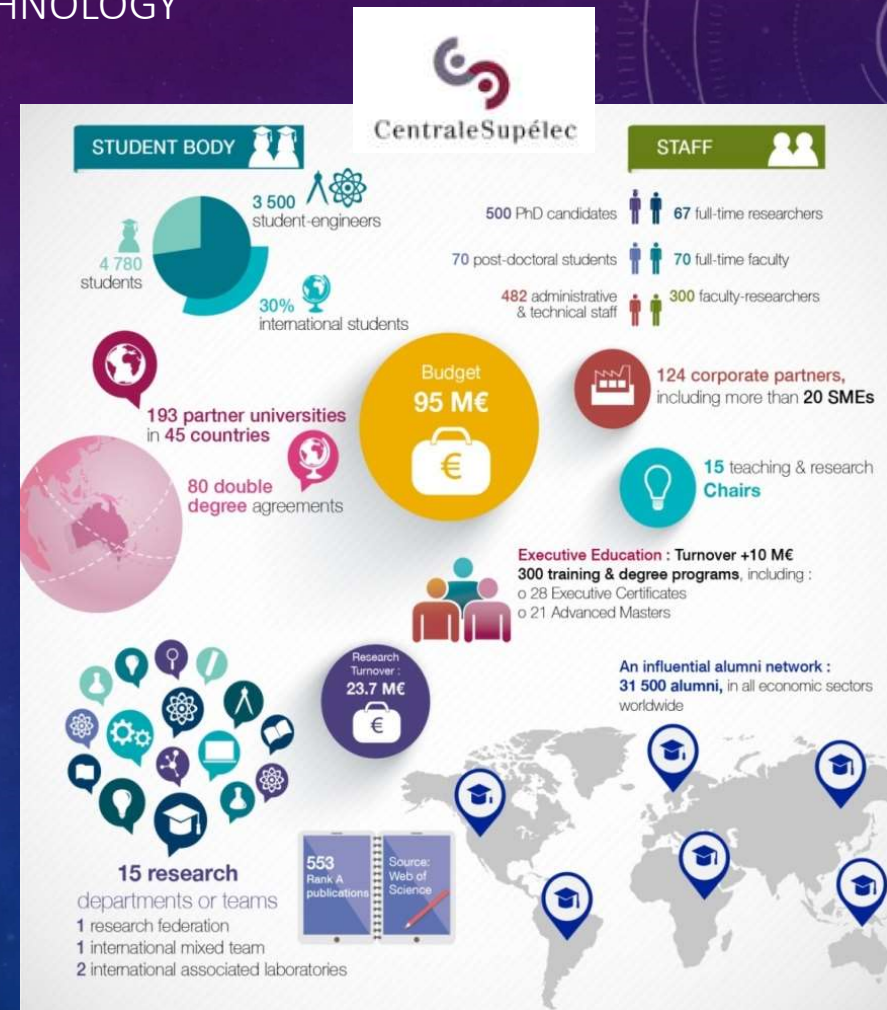 HNOLOGY
CentraleSupélec
STUDENT BODY
3 500
student-engineers
4 780
students
30%
international students
STAFF
500 PhD candidates
67 full-time researchers
70 post-doctoral students
70 full-time faculty
482 administrative
& technical staff
300 faculty-researchers
193 partner universities
in 45 countries
80 double
degree agreements
Budget
95 M€
€
124 corporate partners,
including more than 20 SMEs
15 teaching & research
Chairs
Executive Education : Turnover +10 M€
300 training & degree programs, including :
o 28 Executive Certificates
o 21 Advanced Masters
Research
Turnover :
23.7 M€
€
An influential alumni network :
31 500 alumni, in all economic sectors
worldwide
15 research
departments or teams
1 research federation
1 international mixed team
2 international associated laboratories
553
Rank A
publications
Source:
Web of
Science